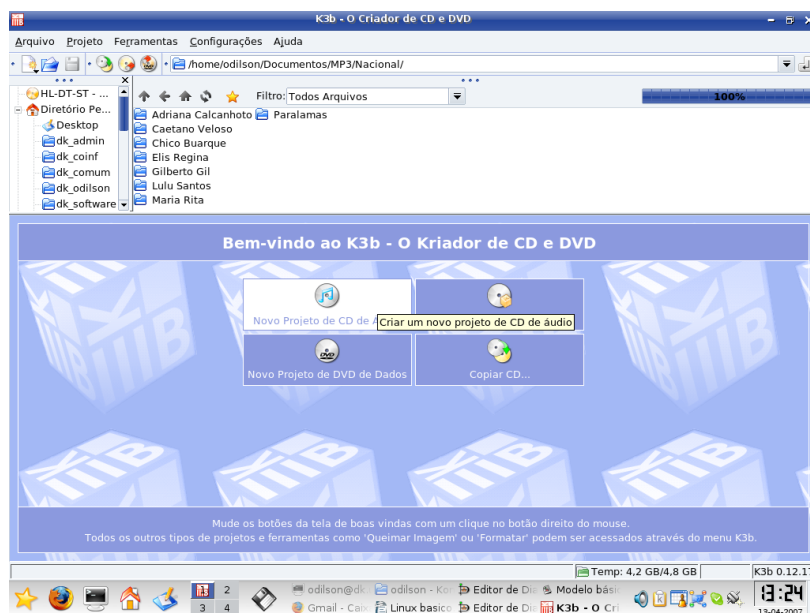 K3b - O Criador de CD e DVD
Arquivo Projeto Ferramentas Configurações Ajuda
/home/odilson/Documentos/MP3/Nacional/
HL-DT-ST - ...
Diretório Pe...
Desktop
dk_admin
dk_coinf
dk_comum
dk_odilson
dk_software
Filtro: Todos Arquivos
100%
Adriana Calcanhoto Paralamas
Caetano Veloso
Chico Buarque
Elis Regina
Gilberto Gil
Lulu Santos
Maria Rita
Bem-vindo ao K3b - O Kriador de CD e DVD
Novo Projeto de CD de
Criar um novo projeto de CD de áudio
Novo Projeto de DVD de Dados
Copiar CD...
Mude os botões da tela de boas vindas com um clique no botão direito do mouse.
Todos os outros tipos de projetos e ferramentas como 'Queimar Imagem' ou 'Formatar' podem ser acessados através do menu K3b.
Temp: 4,2 GB/4,8 GB
K3b 0.12.1
2
3 4
odilson@dk
odilson - Ko
Editor de Dia
Modelo bási
Gmail - Caix
Linux basico
Editor de Dia
K3b - O Cri
13:24